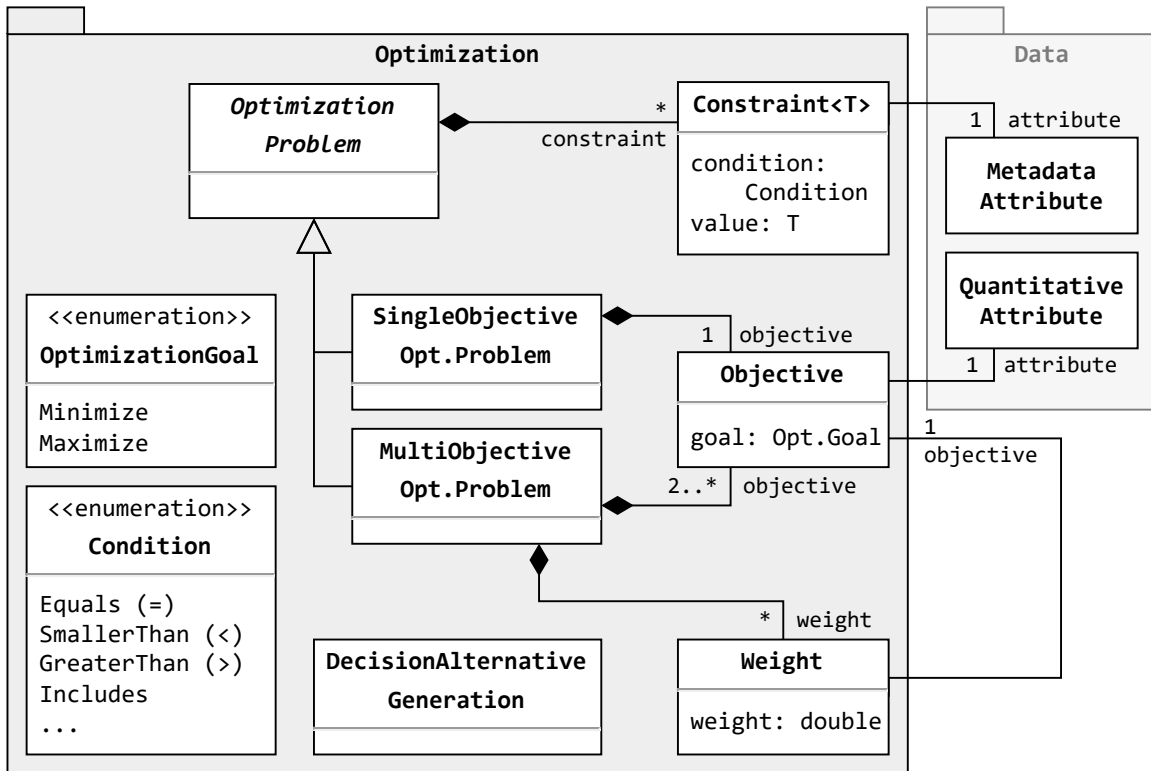 Optimization
Optimization
Problem
*
constraint
Constraint<T>
condition:
Condition
value: T
Data
1 attribute
Metadata
Attribute
Quantitative
Attribute
1 attribute
<<enumeration>>
OptimizationGoal
Minimize
Maximize
SingleObjective
Opt.Problem
1 objective
Objective
goal: Opt.Goal
1
objective
MultiObjective
Opt.Problem
2..* objective
<<enumeration>>
Condition
Equals (=)
SmallerThan (<)
GreaterThan (>)
Includes
...
DecisionAlternative
Generation
* weight
Weight
weight: double